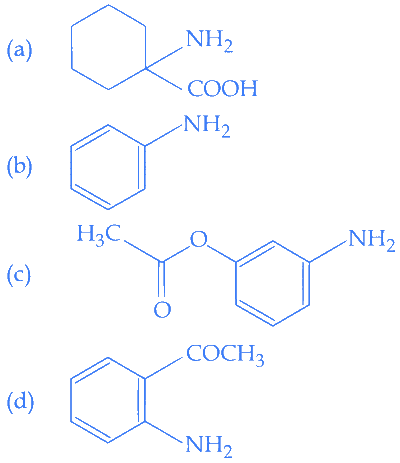 (a) NH₂
COOH
(b) NH₂
H₃C O NH₂
(c)
O
COCH₃
(d)
NH₂